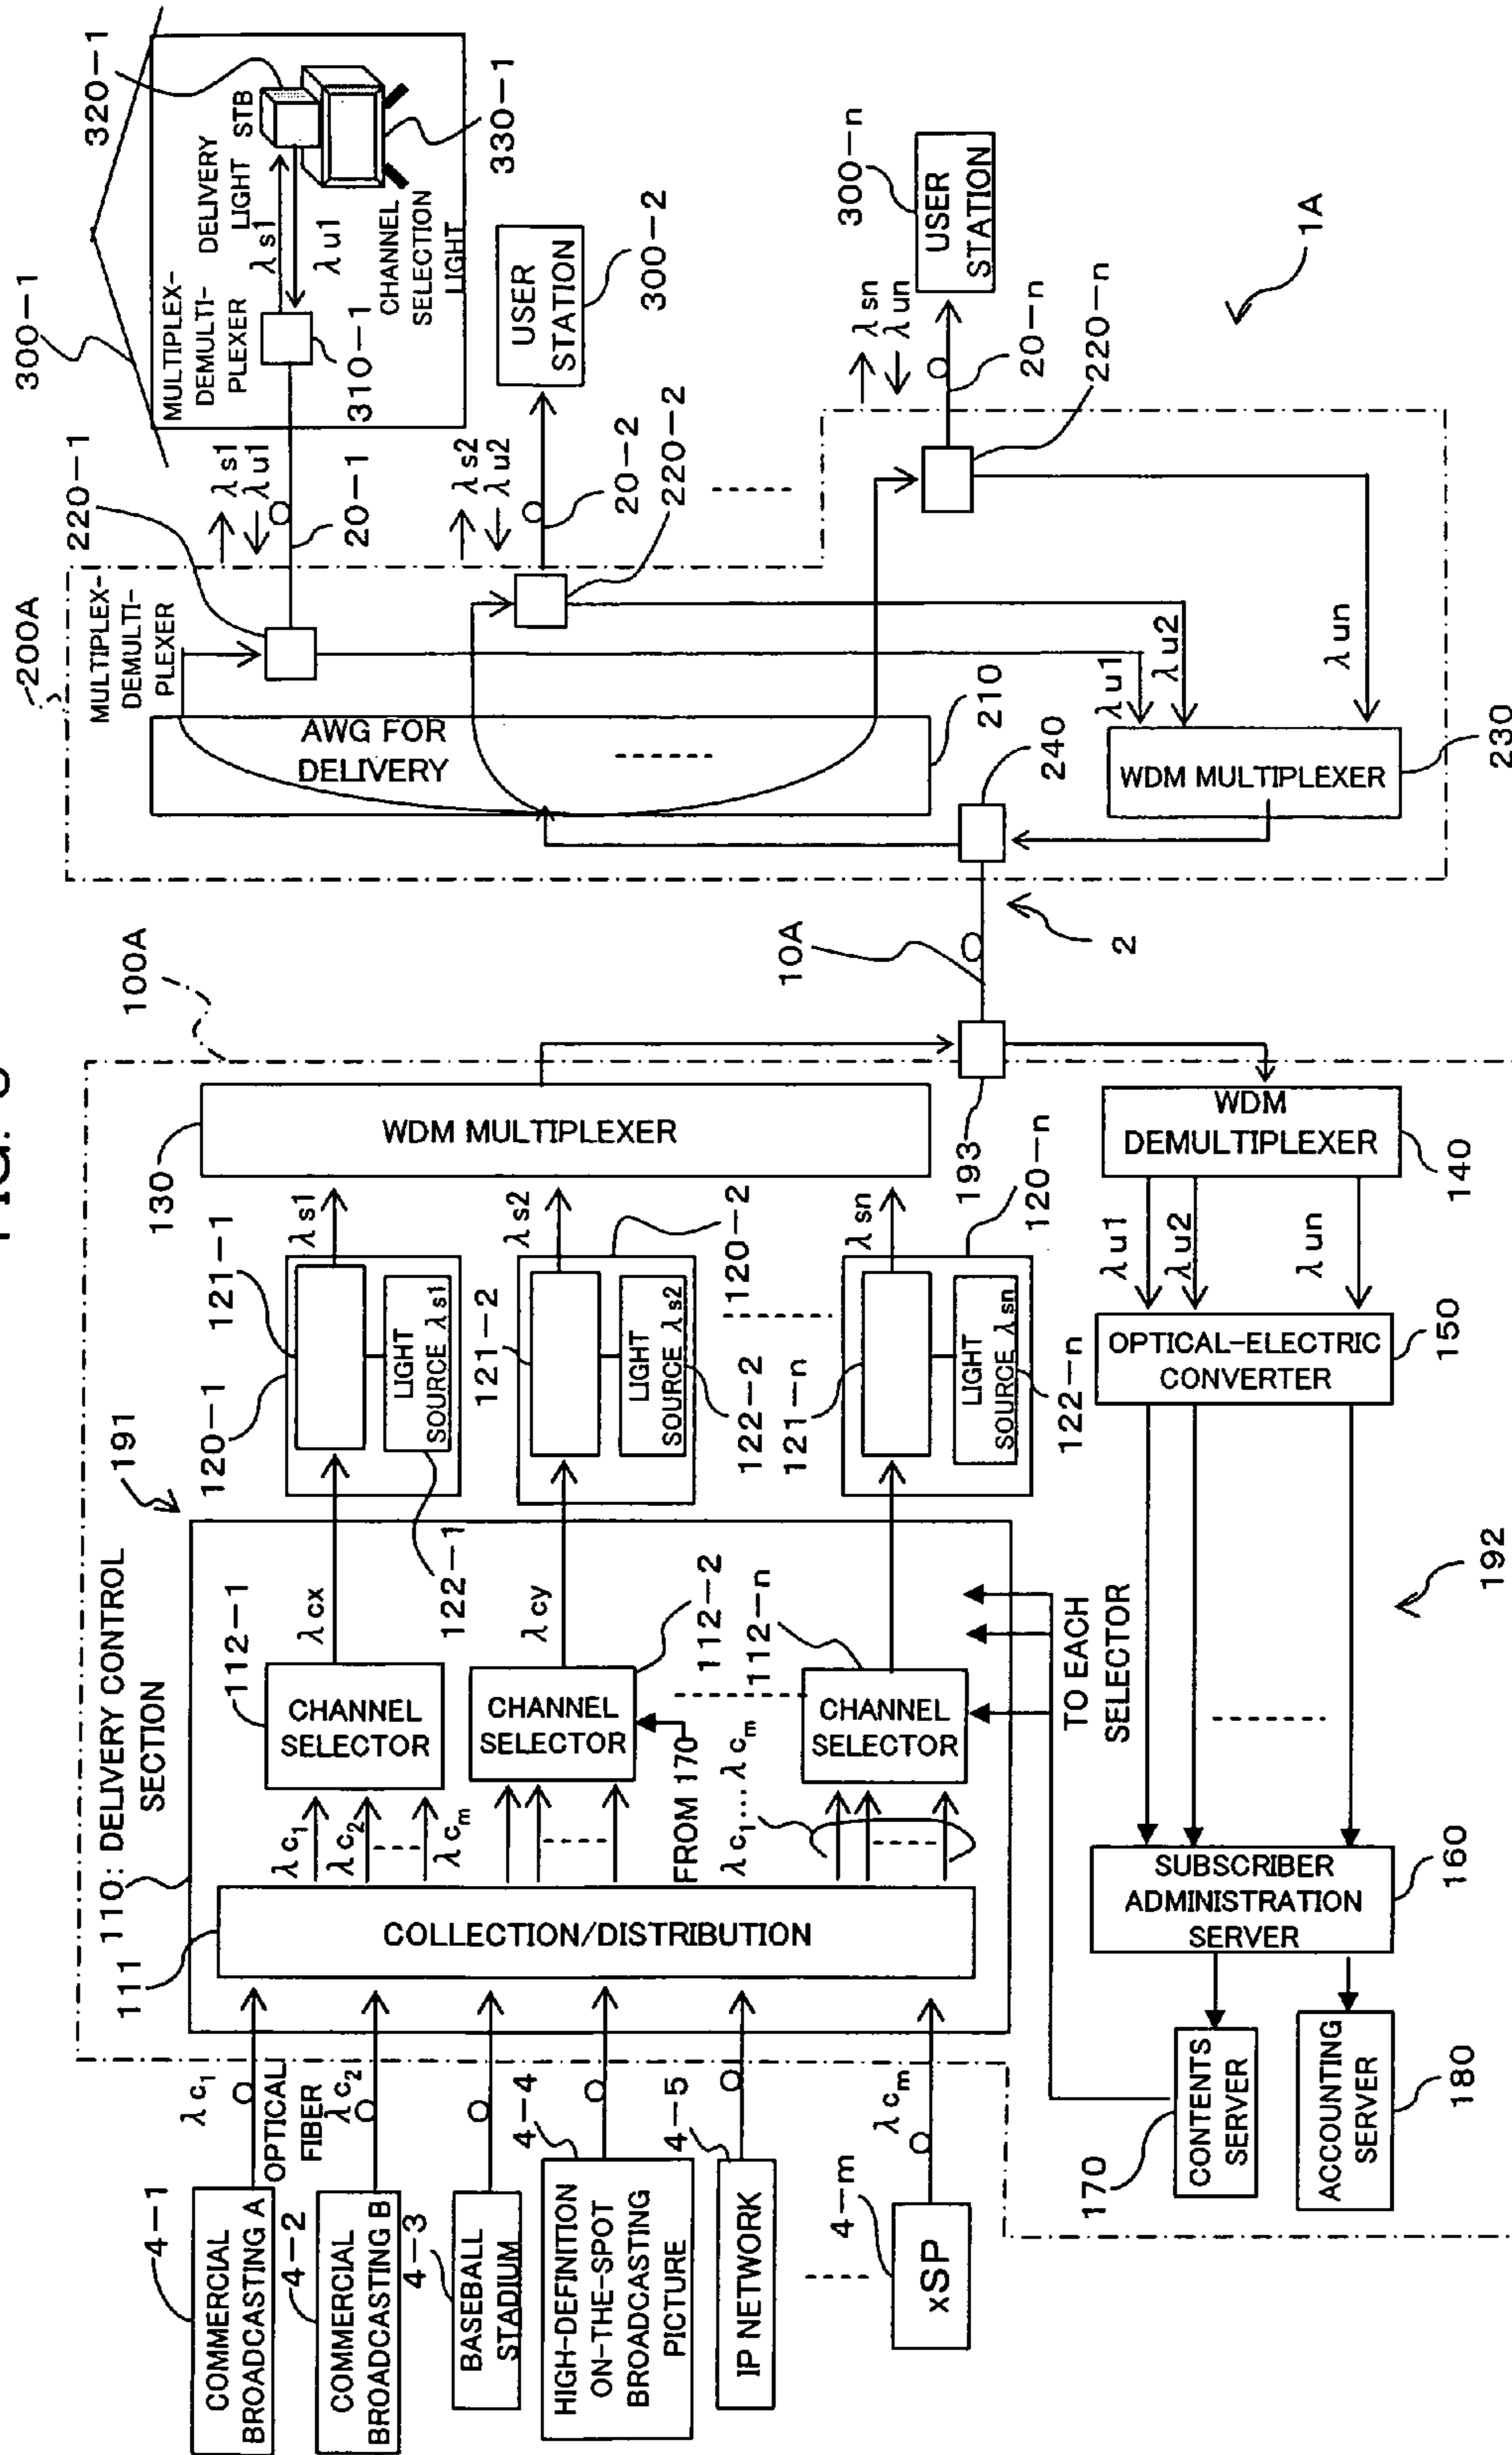 FIG. 3
300-1
320-1
MULTIPLEX-
DEMULTI-
PLEXER
DELIVERY
LIGHT
STB
λs1
λu1
CHANNEL
SELECTION
LIGHT
310-1
330-1
200A
220-1
MULTIPLEX-
DEMULTI-
PLEXER
λs1
λu1
20-1
USER
STATION
300-2
λs2
λu2
20-2
220-2
300-n
USER
STATION
λsn
λun
20-n
220-n
1A
AWG FOR
DELIVERY
210
240
λu1
λu2
λun
WDM MULTIPLEXER
230
100A
10A
2
130
WDM MULTIPLEXER
193
WDM
DEMULTIPLEXER
140
λs1
λs2
λsn
120-1
121-1
LIGHT
SOURCE λs1
122-1
120-2
121-2
LIGHT
SOURCE λs2
122-2
120-n
121-n
LIGHT
SOURCE λsn
122-n
λu1
λu2
λun
OPTICAL-ELECTRIC
CONVERTER
150
191
192
110: DELIVERY CONTROL
SECTION
112-1
CHANNEL
SELECTOR
λcx
112-2
CHANNEL
SELECTOR
λcy
112-n
CHANNEL
SELECTOR
FROM 170
TO EACH
SELECTOR
λc1
λc2
λcm
λc1...λcm
111
COLLECTION/DISTRIBUTION
SUBSCRIBER
ADMINISTRATION
SERVER
160
CONTENTS
SERVER
170
ACCOUNTING
SERVER
180
λc1
OPTICAL
FIBER
λc2
λcm
4-1
COMMERCIAL
BROADCASTING A
4-2
COMMERCIAL
BROADCASTING B
4-3
BASEBALL
STADIUM
4-4
HIGH-DEFINITION
ON-THE-SPOT
BROADCASTING
PICTURE
4-5
IP NETWORK
4-m
xSP